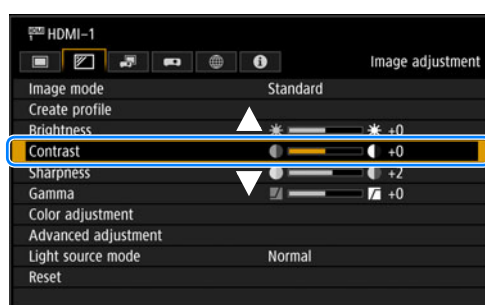 HDMI-1
Image adjustment
Image mode Standard
Create profile
Brightness +0
Contrast +0
Sharpness +2
Gamma +0
Color adjustment
Advanced adjustment
Light source mode Normal
Reset